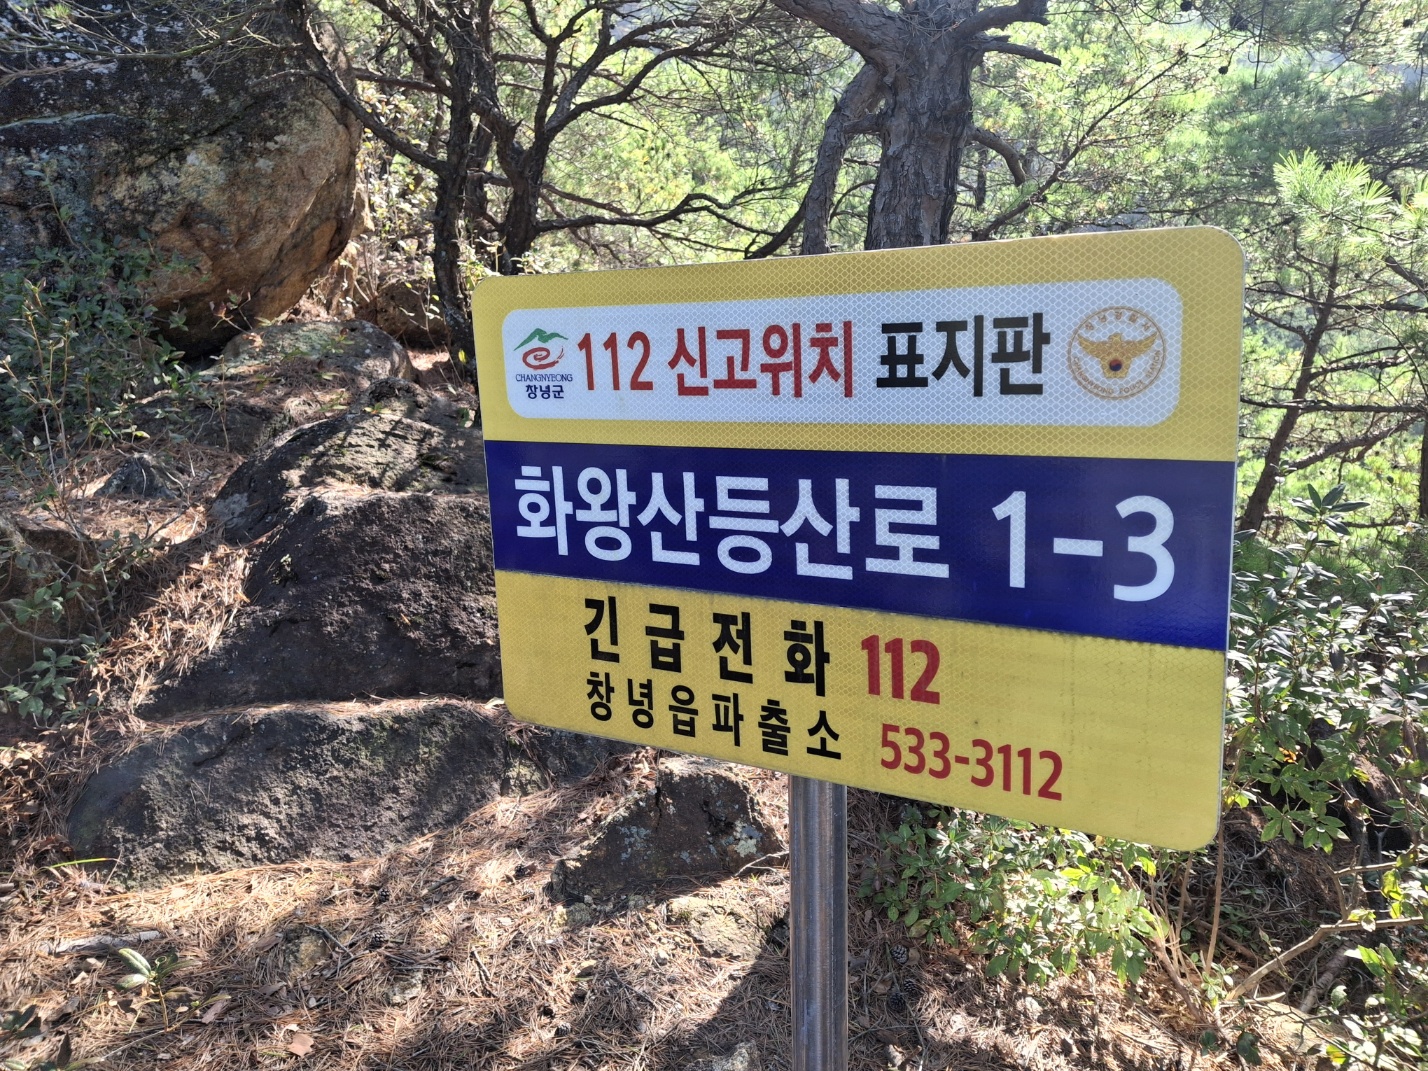 CHANGNYEONG
창녕군
112 신고위치 표지판
화왕산등산로 1-3
긴급전화 112
창녕읍파출소 533-3112